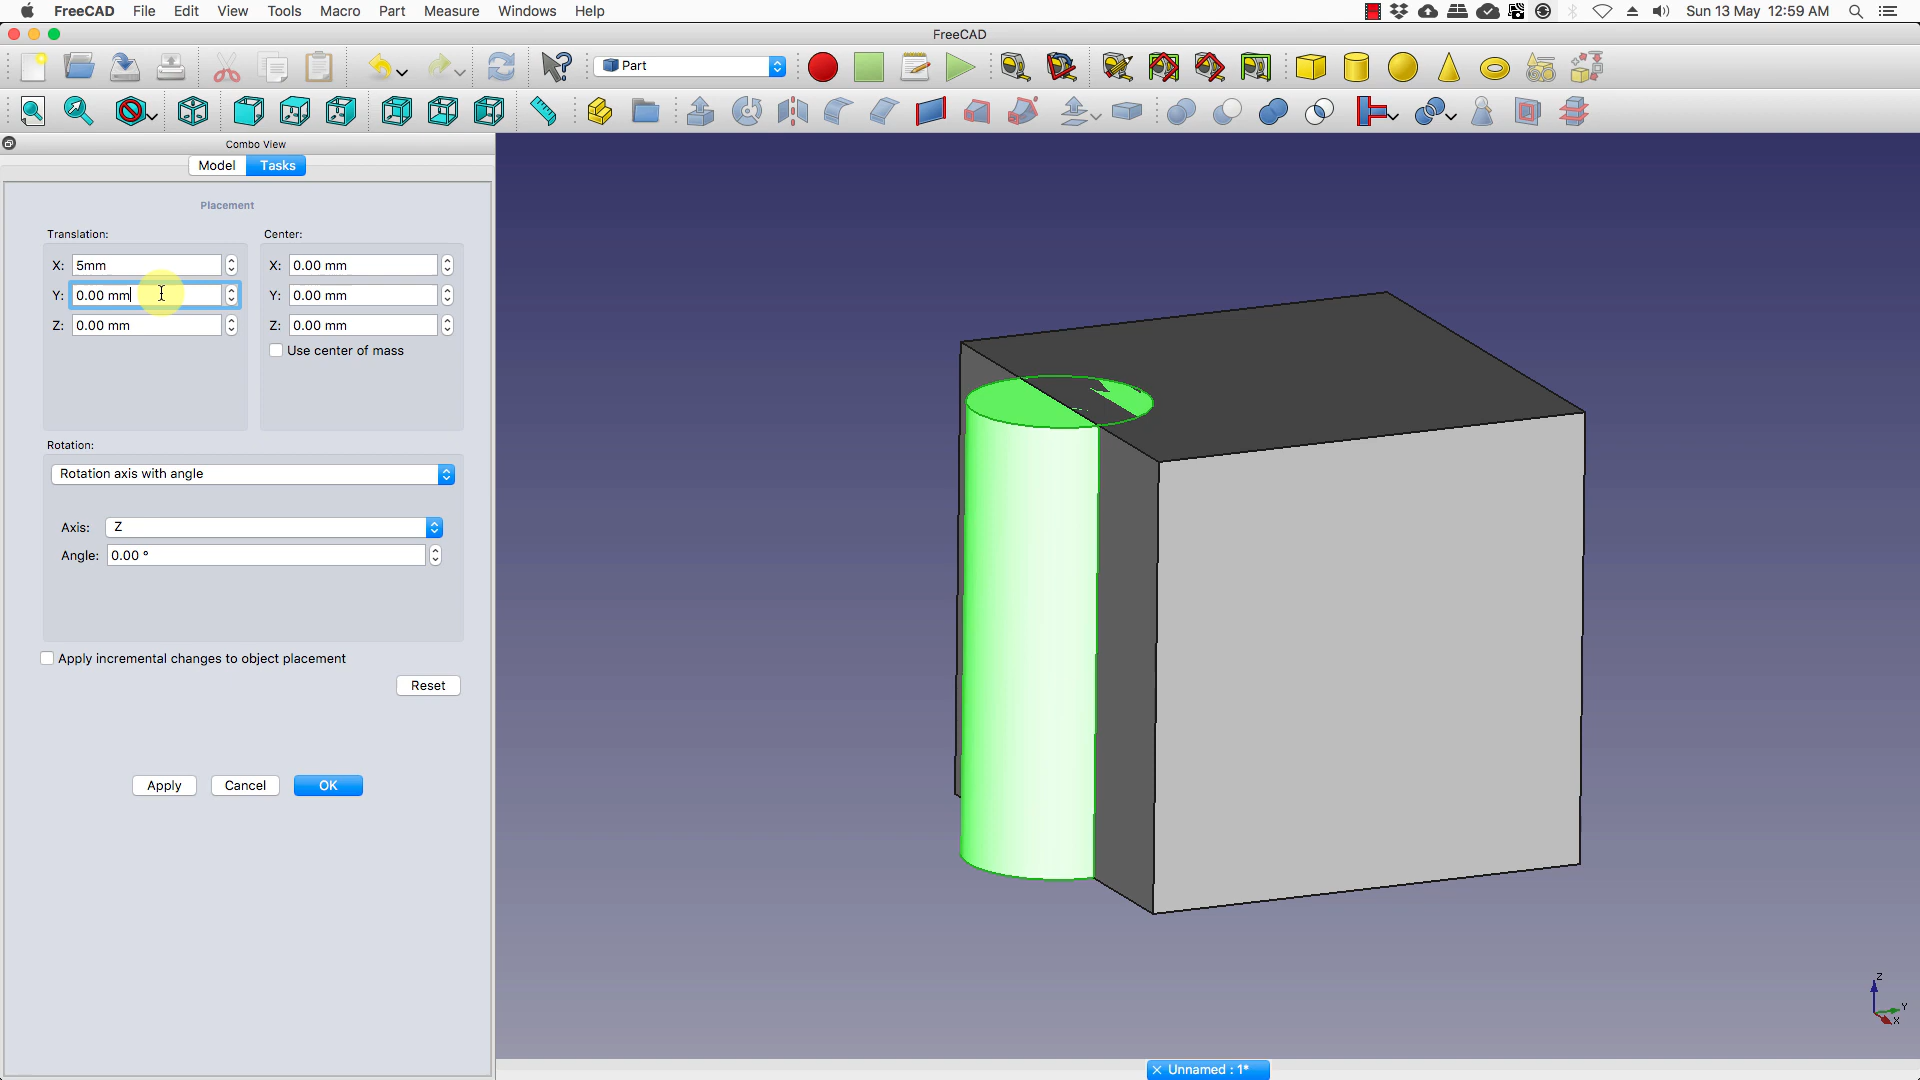 FreeCAD File Edit View Tools Macro Part Measure Windows Help Sun 13 May 12:59 AM
FreeCAD
Part
Combo View
Model Tasks
Placement
Translation: Center:
X: 5mm X: 0.00 mm
Y: 0.00 mm Y: 0.00 mm
Z: 0.00 mm Z: 0.00 mm
Use center of mass
Rotation:
Rotation axis with angle
Axis: Z
Angle: 0.00 °
Apply incremental changes to object placement
Reset
Apply Cancel OK
Z
Y
X
Unnamed : 1*